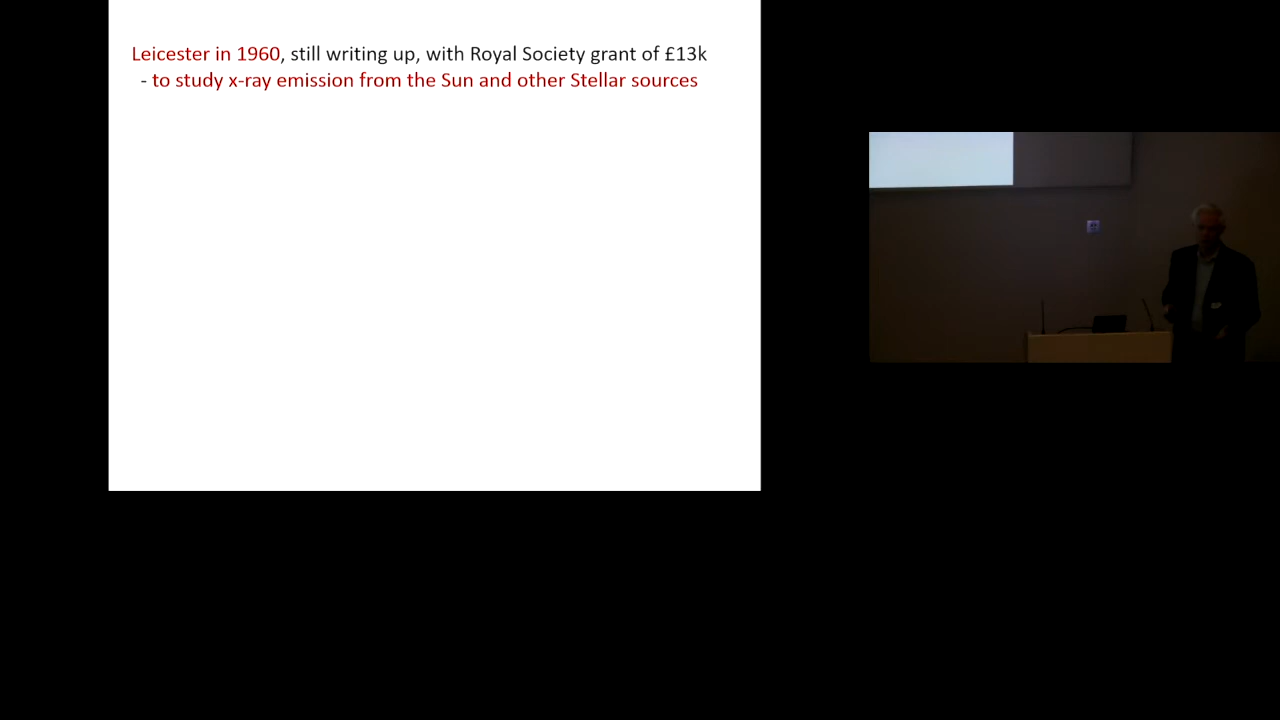 Leicester in 1960, still writing up, with Royal Society grant of £13k
- to study x-ray emission from the Sun and other Stellar sources